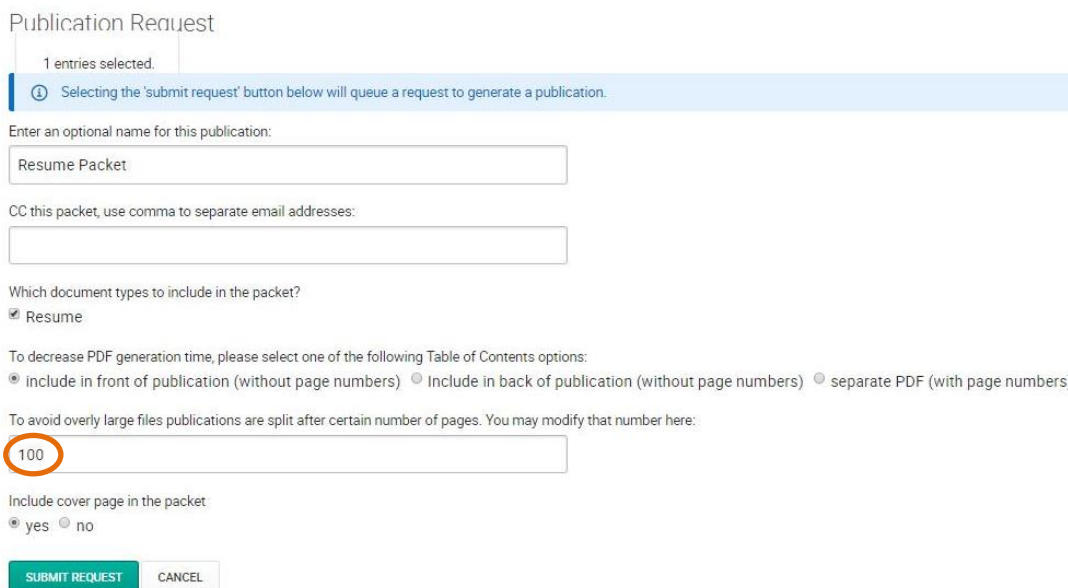 Publication Request
1 entries selected.
Selecting the 'submit request' button below will queue a request to generate a publication.
Enter an optional name for this publication:
Resume Packet
CC this packet, use comma to separate email addresses:
Which document types to include in the packet?
Resume
To decrease PDF generation time, please select one of the following Table of Contents options:
include in front of publication (without page numbers) Include in back of publication (without page numbers) separate PDF (with page numbers)
To avoid overly large files publications are split after certain number of pages. You may modify that number here:
100
Include cover page in the packet
yes no
SUBMIT REQUEST CANCEL